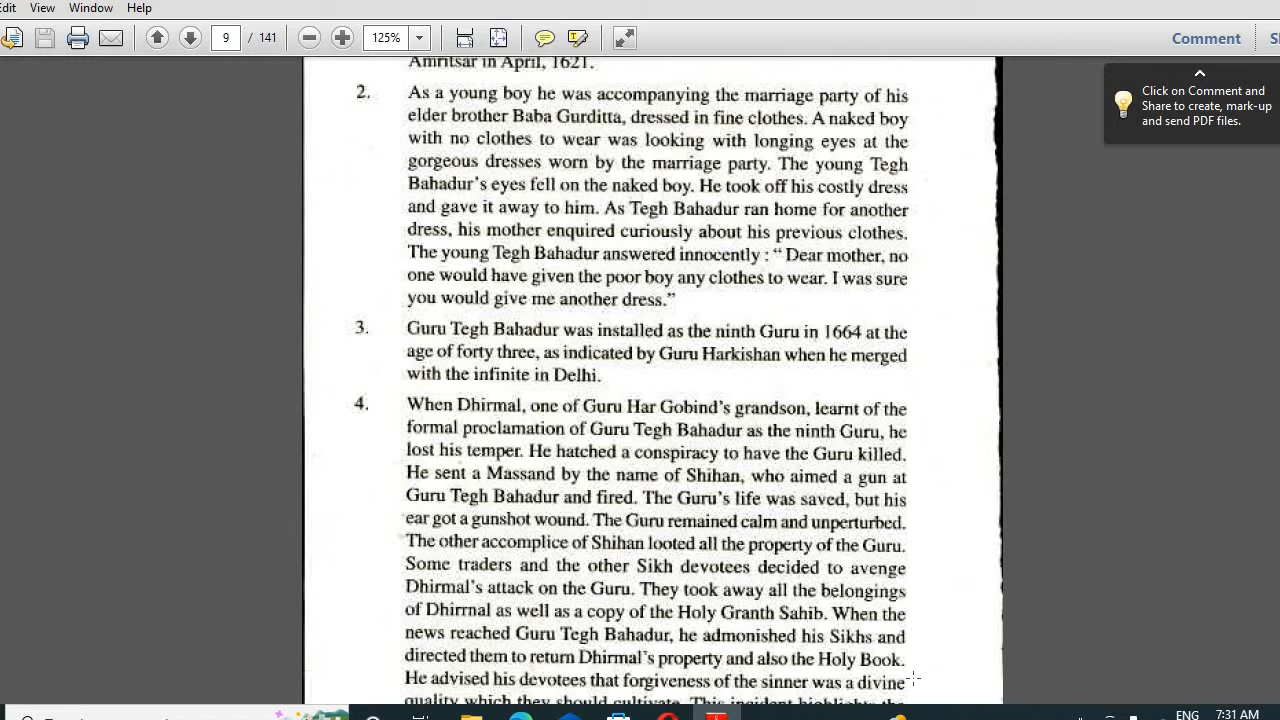 Edit View Window Help
9 / 141
125%
Comment
Click on Comment and
Share to create, mark-up
and send PDF files.
Amritsar in April, 1621.
2. As a young boy he was accompanying the marriage party of his
elder brother Baba Gurditta, dressed in fine clothes. A naked boy
with no clothes to wear was looking with longing eyes at the
gorgeous dresses worn by the marriage party. The young Tegh
Bahadur's eyes fell on the naked boy. He took off his costly dress
and gave it away to him. As Tegh Bahadur ran home for another
dress, his mother enquired curiously about his previous clothes.
The young Tegh Bahadur answered innocently : “ Dear mother, no
one would have given the poor boy any clothes to wear. I was sure
you would give me another dress.”
3. Guru Tegh Bahadur was installed as the ninth Guru in 1664 at the
age of forty three, as indicated by Guru Harkishan when he merged
with the infinite in Delhi.
4. When Dhirmal, one of Guru Har Gobind's grandson, learnt of the
formal proclamation of Guru Tegh Bahadur as the ninth Guru, he
lost his temper. He hatched a conspiracy to have the Guru killed.
He sent a Massand by the name of Shihan, who aimed a gun at
Guru Tegh Bahadur and fired. The Guru's life was saved, but his
ear got a gunshot wound. The Guru remained calm and unperturbed.
The other accomplice of Shihan looted all the property of the Guru.
Some traders and the other Sikh devotees decided to avenge
Dhirmal's attack on the Guru. They took away all the belongings
of Dhirrnal as well as a copy of the Holy Granth Sahib. When the
news reached Guru Tegh Bahadur, he admonished his Sikhs and
directed them to return Dhirmal's property and also the Holy Book.
He advised his devotees that forgiveness of the sinner was a divine
quality which they should cultivate. This incident highlights the
ENG 7:31 AM